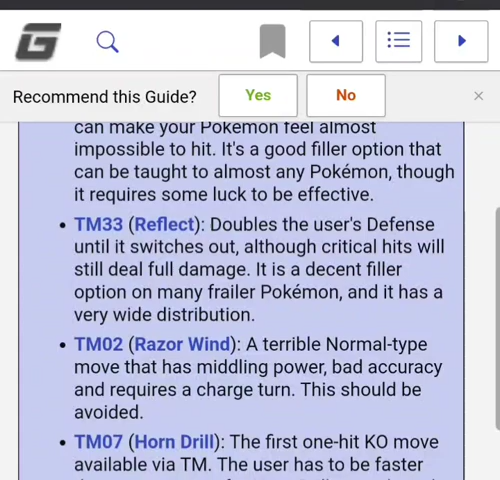 G
Recommend this Guide? Yes No ×
can make your Pokémon feel almost
impossible to hit. It's a good filler option that
can be taught to almost any Pokémon, though
it requires some luck to be effective.
• TM33 (Reflect): Doubles the user's Defense
until it switches out, although critical hits will
still deal full damage. It is a decent filler
option on many frailer Pokémon, and it has a
very wide distribution.
• TM02 (Razor Wind): A terrible Normal-type
move that has middling power, bad accuracy
and requires a charge turn. This should be
avoided.
• TM07 (Horn Drill): The first one-hit KO move
available via TM. The user has to be faster